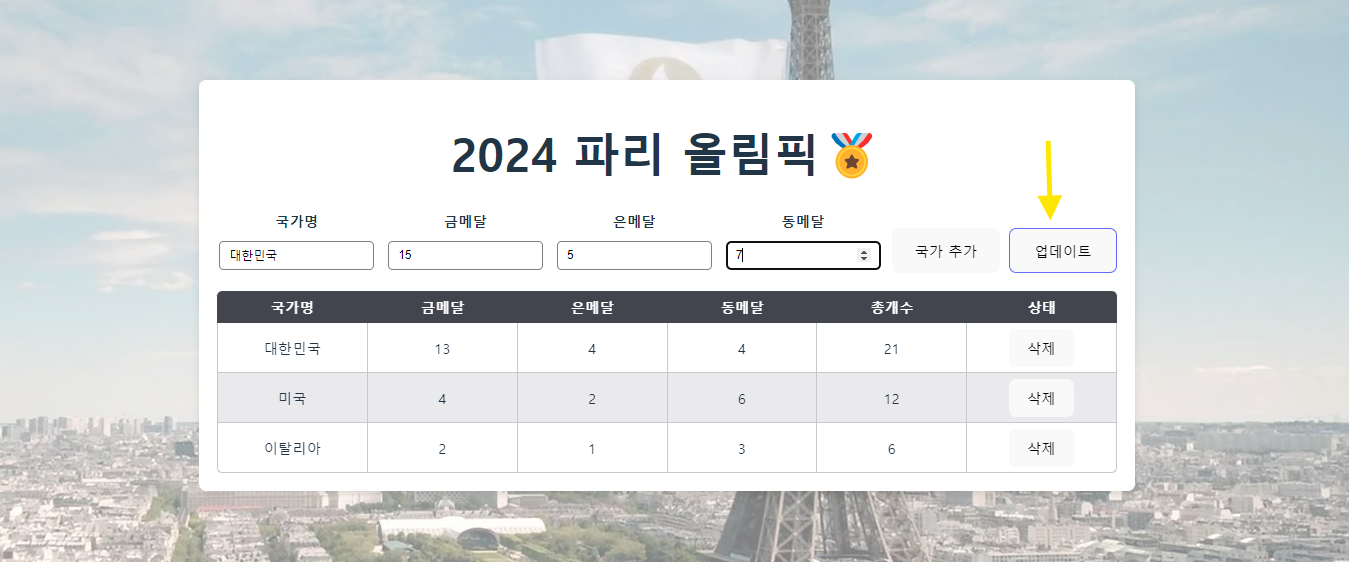 2024 파리 올림픽🏅
국가명 금메달 은메달 동메달
대한민국 15 5 7 국가 추가 업데이트
국가명 금메달 은메달 동메달 총개수 상태
대한민국 13 4 4 21 삭제
미국 4 2 6 12 삭제
이탈리아 2 1 3 6 삭제